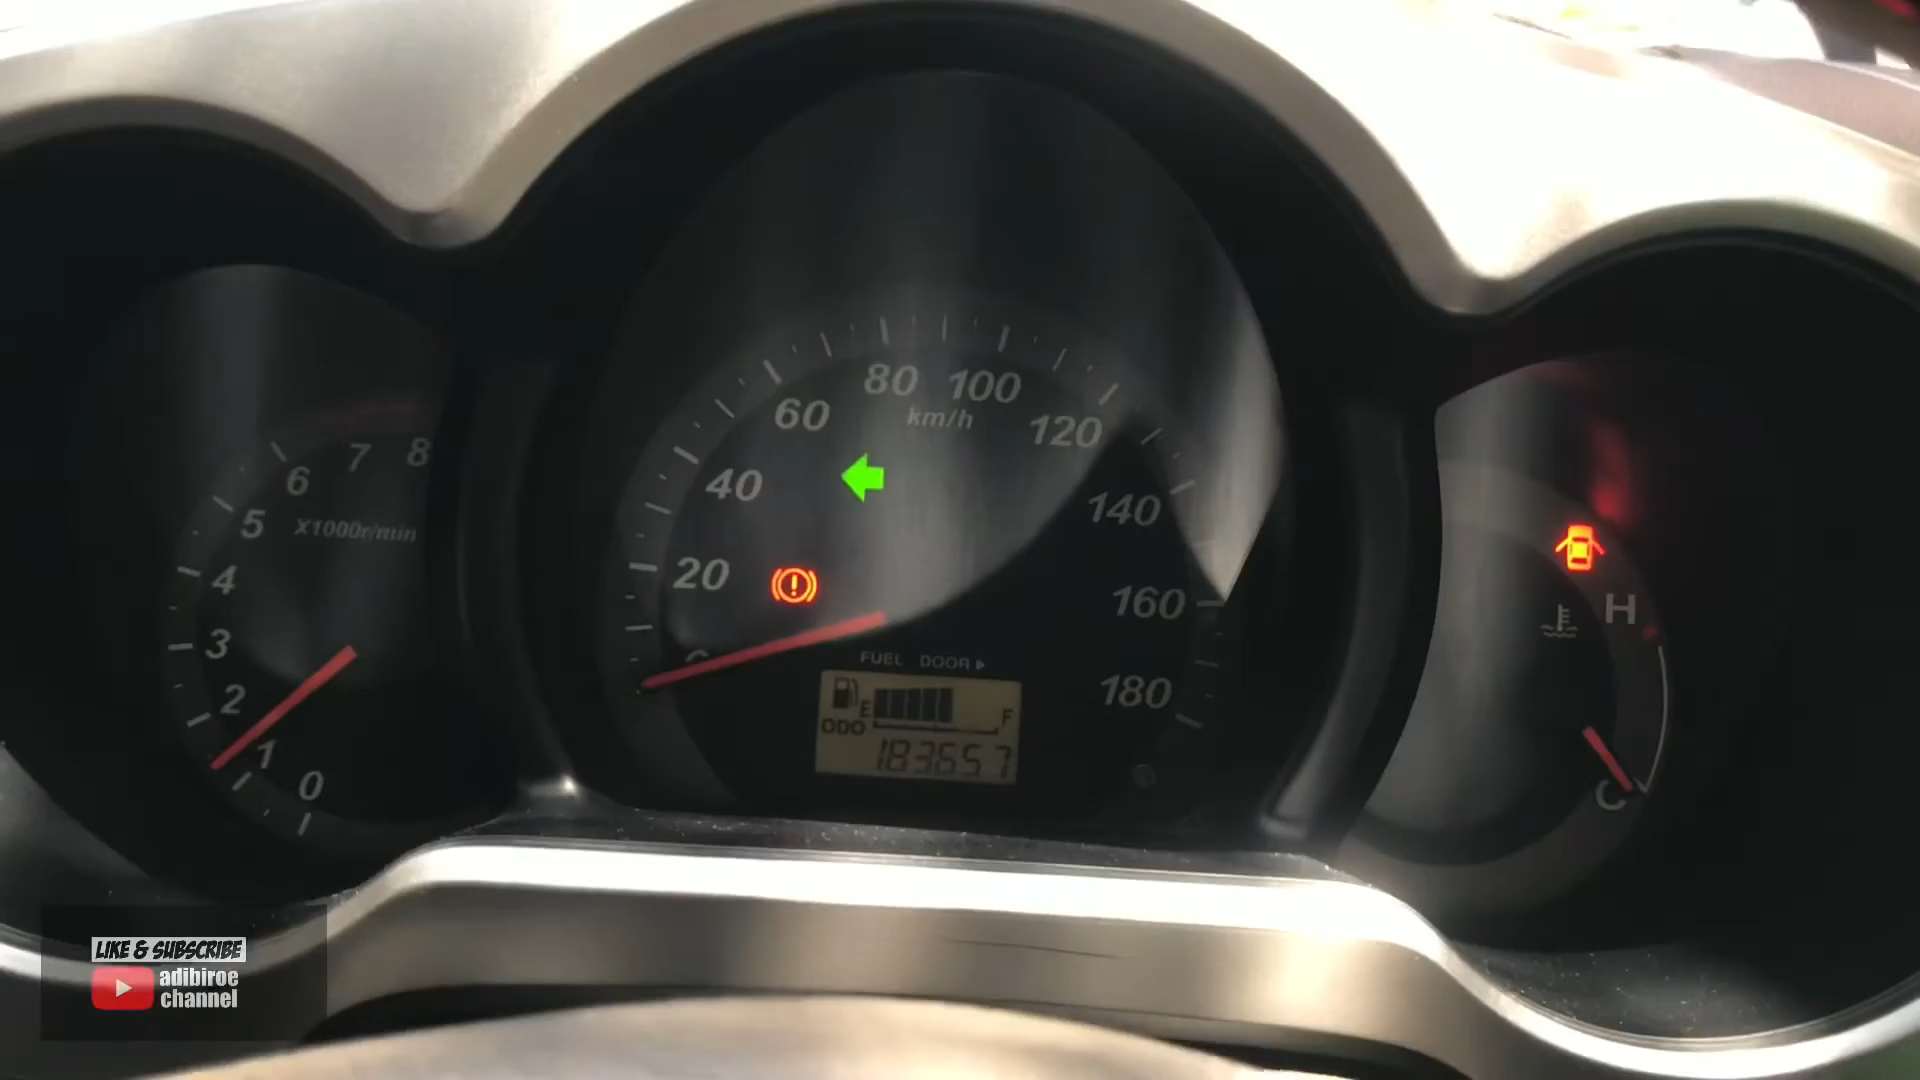 80 100
km/h
60
120
40
140
20
160
180
8
7
6
5
X1000r/min
4
3
2
1
0
FUEL DOOR
E
F
ODO
183657
H
C
LIKE & SUBSCRIBE
adibiroe
channel